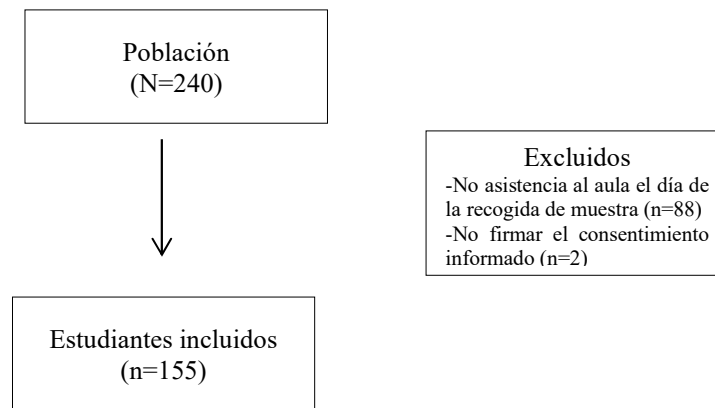 Población
(N=240)
Excluidos
-No asistencia al aula el día de
la recogida de muestra (n=88)
-No firmar el consentimiento
informado (n=2)
Estudiantes incluidos
(n=155)